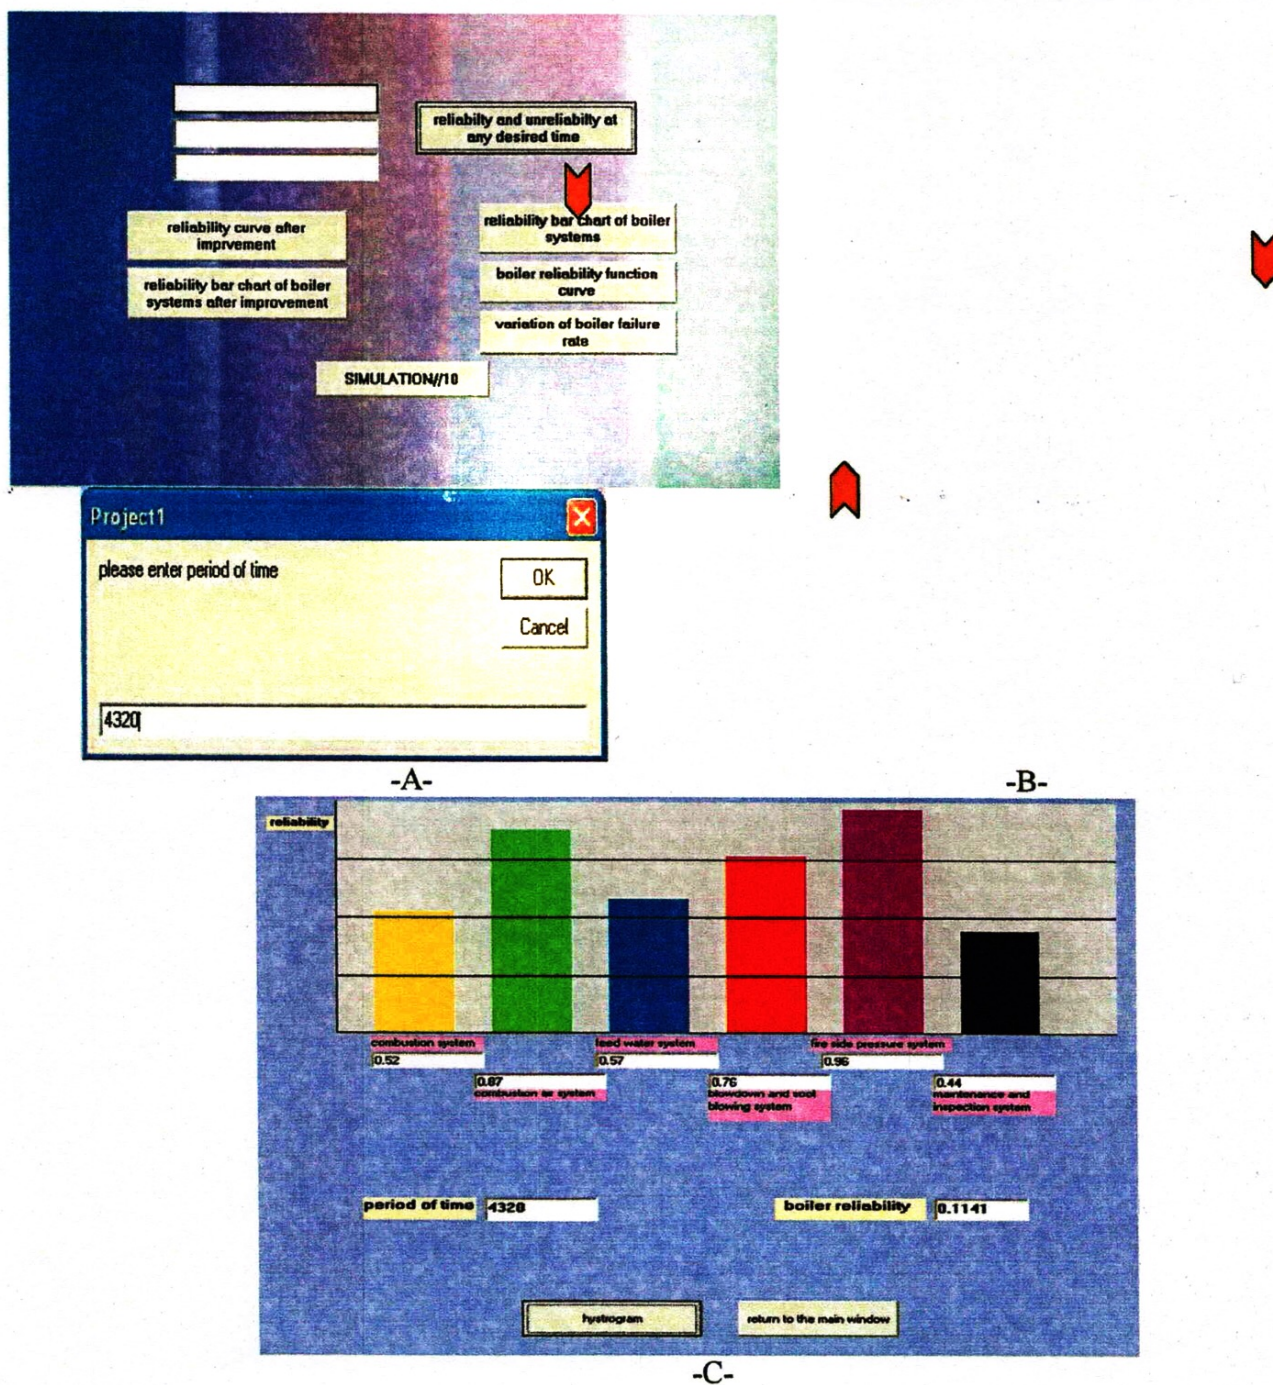 reliabilty and unreliabilty at
any desired time
reliability curve after
imprvement
reliability bar chart of boiler
systems
reliability bar chart of boiler
systems after improvement
boiler reliability function
curve
variation of boiler failure
rate
SIMULATION//10
Project1
please enter period of time
OK
Cancel
4320
-A-
-B-
reliability
combustion system
feed water system
fire side pressure system
0.52
0.57
0.96
0.87
0.76
0.44
combustion air system
blowdown and soot
blowing system
maintenance and
inspection system
period of time
4320
boiler reliability
0.1141
hystrogram
return to the main window
-C-